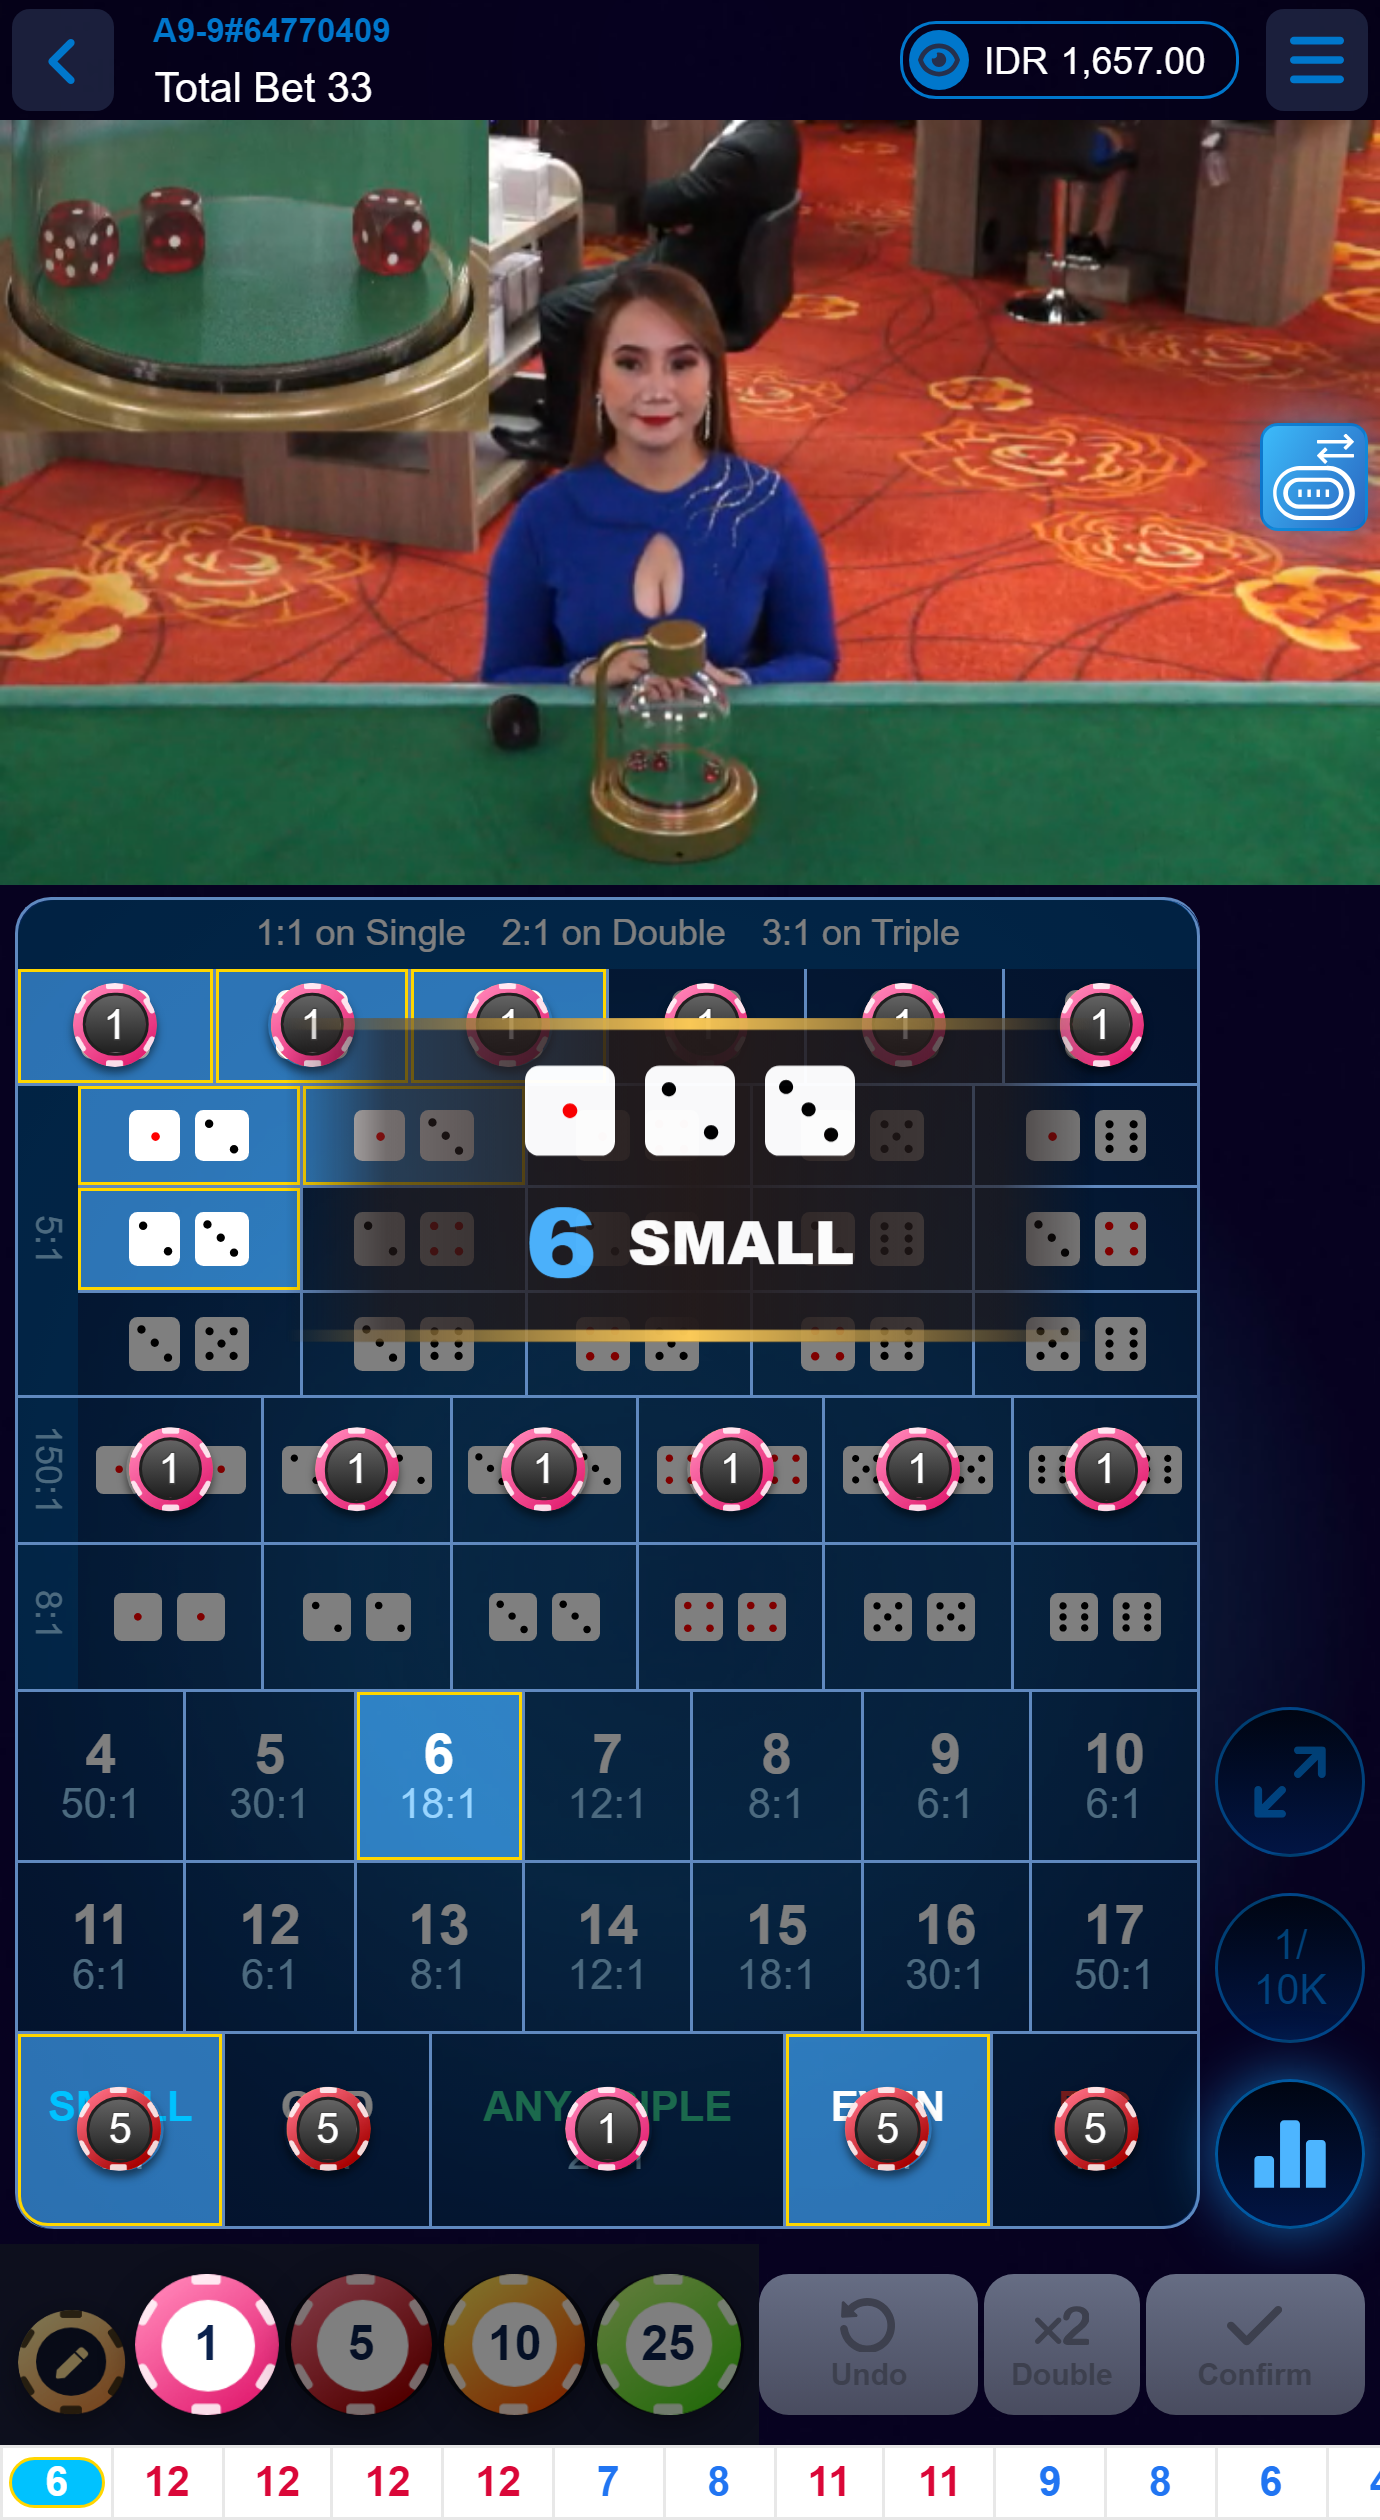 A9-9#64770409
Total Bet 33
IDR 1,657.00
1:1 on Single 2:1 on Double 3:1 on Triple
1 1 1 1 1 1
6 SMALL
5:1
150:1
1 1 1 1 1 1
8:1
4 5 6 7 8 9 10
50:1 30:1 18:1 12:1 8:1 6:1 6:1
11 12 13 14 15 16 17
6:1 6:1 8:1 12:1 18:1 30:1 50:1
1/
10K
5 5 ANY 1 5 5
1 5 10 25
x2
Undo Double Confirm
6 12 12 12 12 7 8 11 11 9 8 6